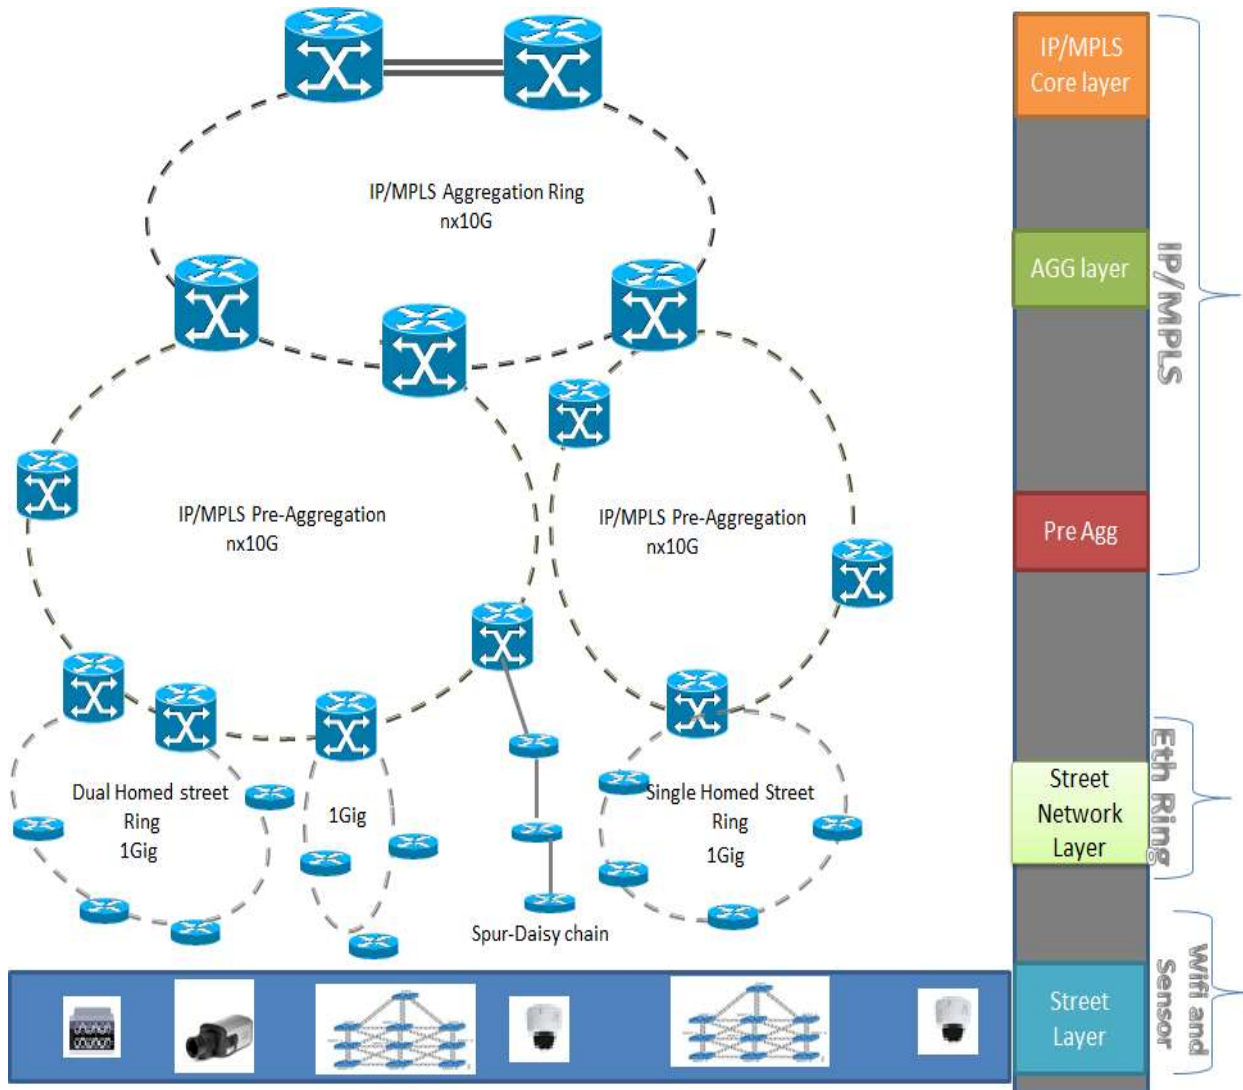 IP/MPLS
Core layer
IP/MPLS Aggregation Ring
nx10G
AGG layer
IP/MPLS
IP/MPLS Pre-Aggregation
nx10G
IP/MPLS Pre-Aggregation
nx10G
Pre Agg
Dual Homed street
Ring
1Gig
1Gig
Single Homed Street
Ring
1Gig
Street
Network
Layer
Eth Ring
Spur-Daisy chain
Street
Layer
Wifi and
Sensor